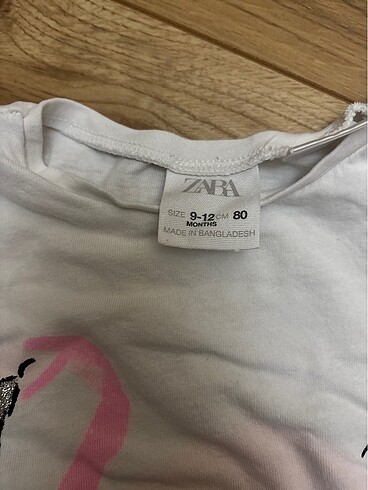 ZARA
SIZE 9-12 CM 80
MONTHS
MADE IN BANGLADESH